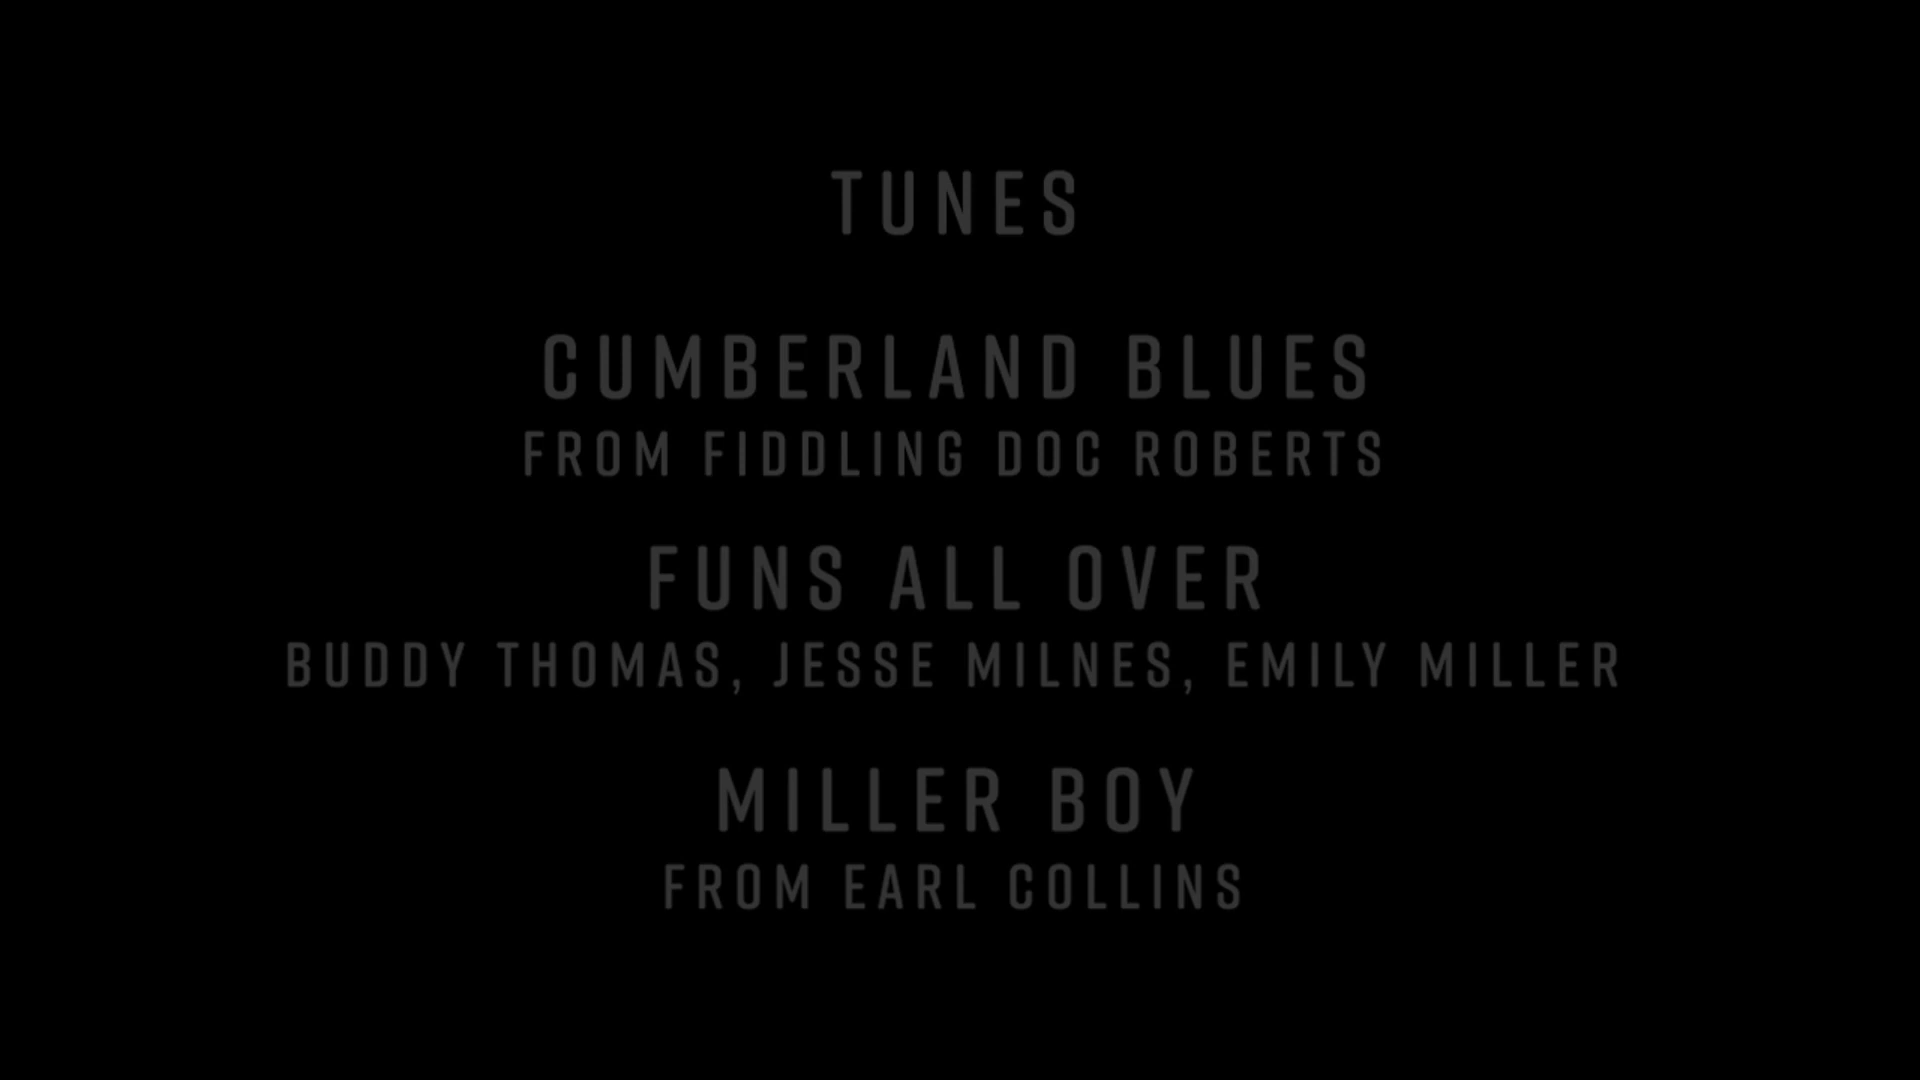 TUNES
CUMBERLAND BLUES
FROM FIDDLING DOC ROBERTS
FUNS ALL OVER
BUDDY THOMAS, JESSE MILNES, EMILY MILLER
MILLER BOY
FROM EARL COLLINS